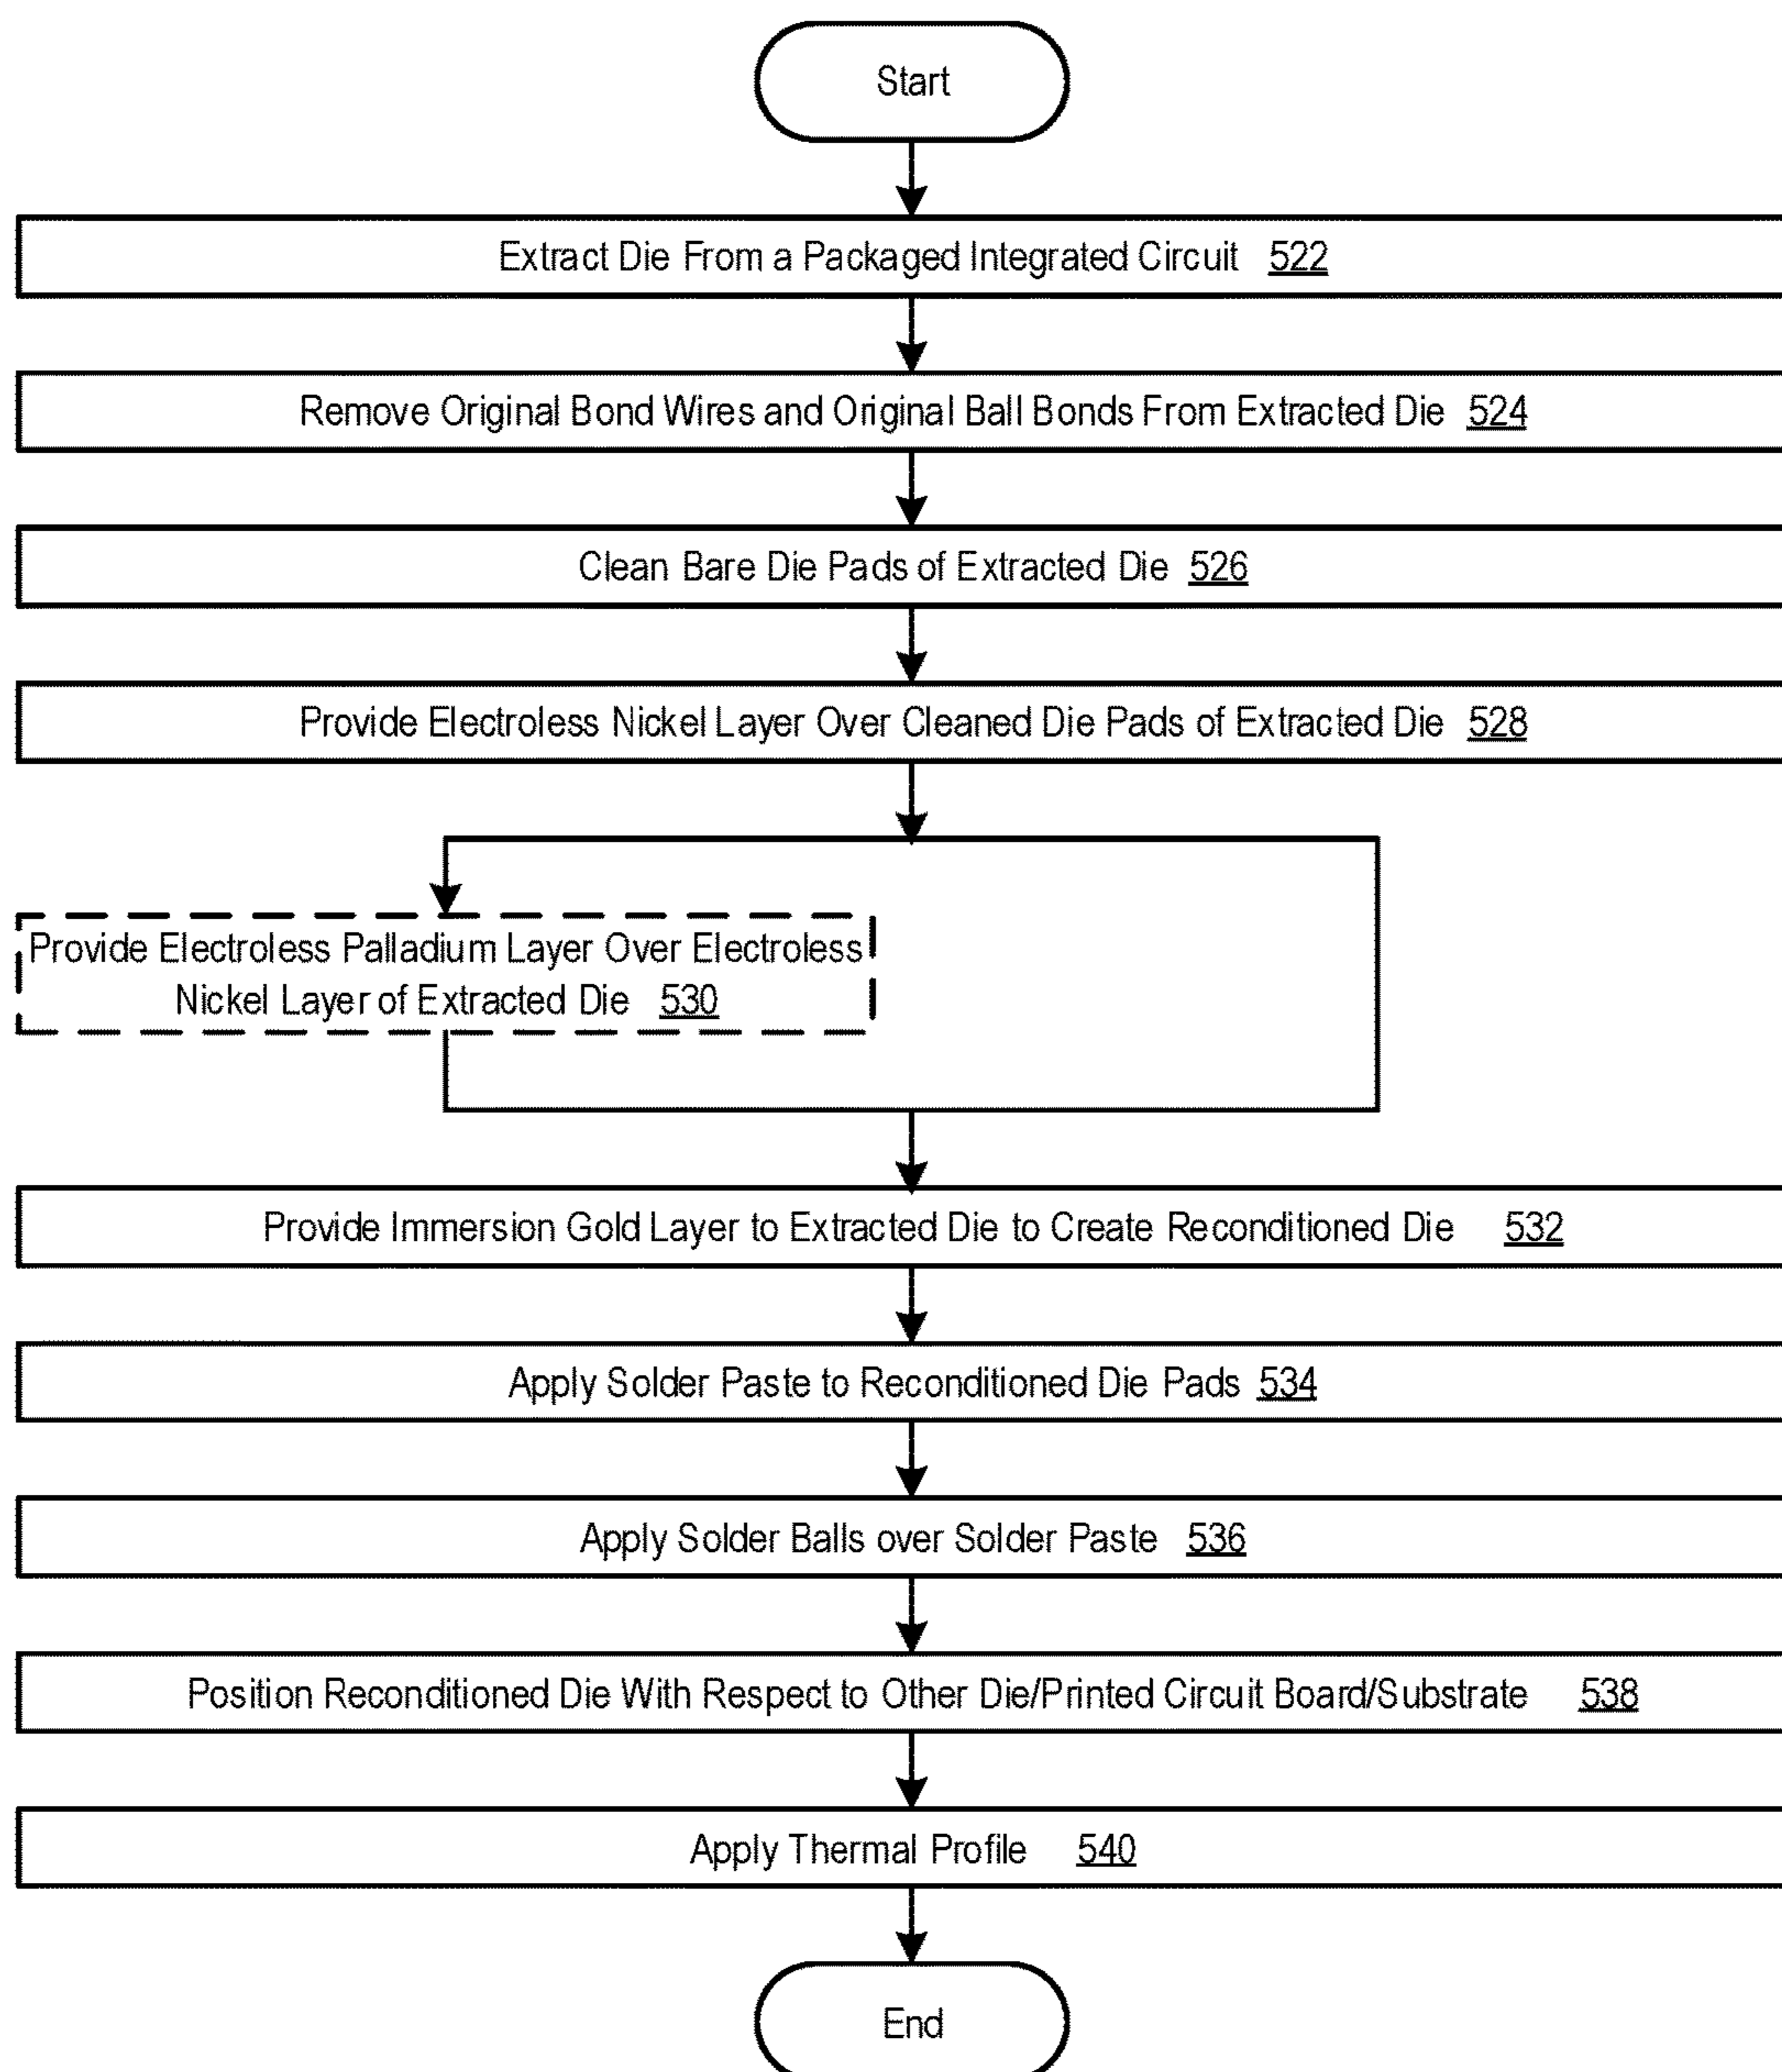 Start
Extract Die From a Packaged Integrated Circuit 522
Remove Original Bond Wires and Original Ball Bonds From Extracted Die 524
Clean Bare Die Pads of Extracted Die 526
Provide Electroless Nickel Layer Over Cleaned Die Pads of Extracted Die 528
Provide Electroless Palladium Layer Over Electroless
Nickel Layer of Extracted Die 530
Provide Immersion Gold Layer to Extracted Die to Create Reconditioned Die 532
Apply Solder Paste to Reconditioned Die Pads 534
Apply Solder Balls over Solder Paste 536
Position Reconditioned Die With Respect to Other Die/Printed Circuit Board/Substrate 538
Apply Thermal Profile 540
End